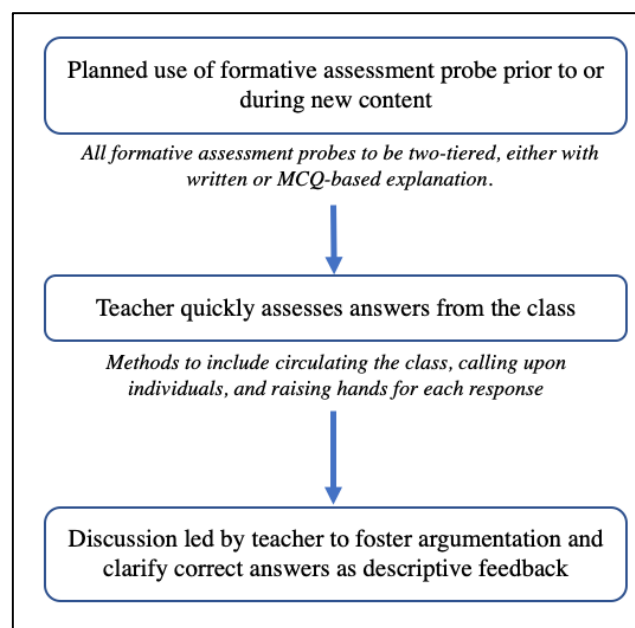 Planned use of formative assessment probe prior to or
during new content
All formative assessment probes to be two-tiered, either with
written or MCQ-based explanation.
Teacher quickly assesses answers from the class
Methods to include circulating the class, calling upon
individuals, and raising hands for each response
Discussion led by teacher to foster argumentation and
clarify correct answers as descriptive feedback